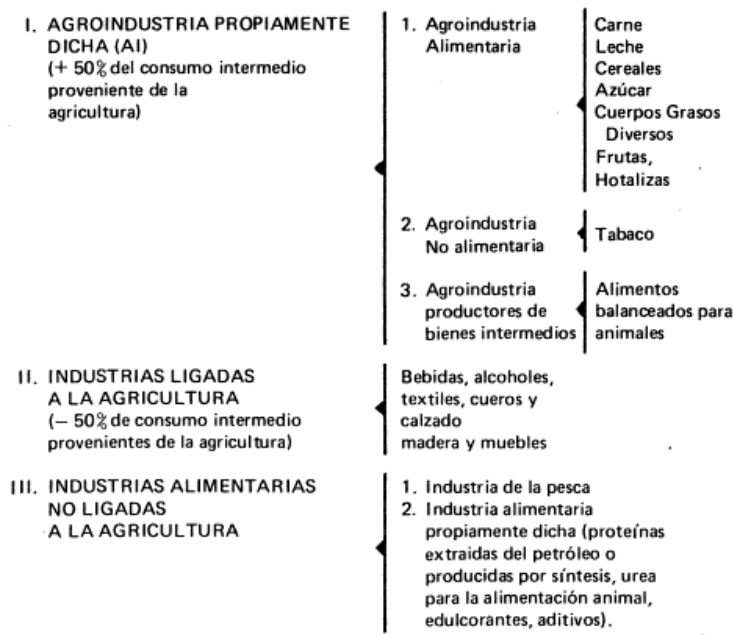 I. AGROINDUSTRIA PROPIAMENTE
DICHA (AI)
(+ 50% del consumo intermedio
proveniente de la
agricultura)
1. Agroindustria
Alimentaria
Carne
Leche
Cereales
Azúcar
Cuerpos Grasos
Diversos
Frutas,
Hotalizas
2. Agroindustria
No alimentaria
Tabaco
3. Agroindustria
productores de
bienes intermedios
Alimentos
balanceados para
animales
II. INDUSTRIAS LIGADAS
A LA AGRICULTURA
(— 50% de consumo intermedio
provenientes de la agricultura)
Bebidas, alcoholes,
textiles, cueros y
calzado
madera y muebles
III. INDUSTRIAS ALIMENTARIAS
NO LIGADAS
A LA AGRICULTURA
1. Industria de la pesca
2. Industria alimentaria
propiamente dicha (proteínas
extraidas del petróleo o
producidas por síntesis, urea
para la alimentación animal,
edulcorantes, aditivos).